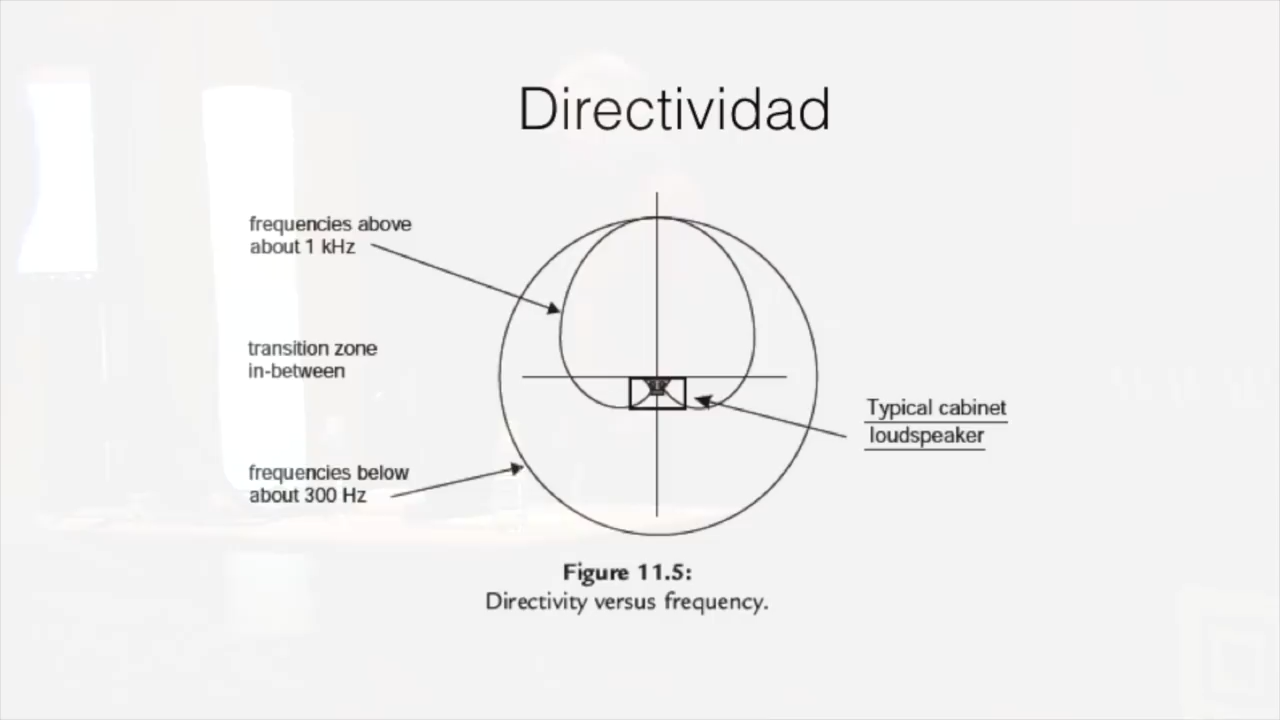 Directividad
frequencies above
about 1 kHz
transition zone
in-between
frequencies below
about 300 Hz
Typical cabinet
loudspeaker
Figure 11.5:
Directivity versus frequency.